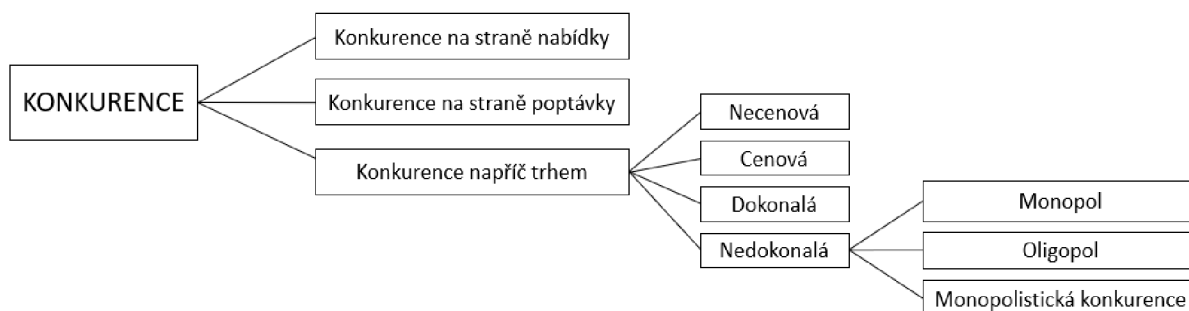 KONKURENCE
Konkurence na straně nabídky
Konkurence na straně poptávky
Konkurence napříč trhem
Necenová
Cenová
Dokonalá
Nedokonalá
Monopol
Oligopol
Monopolistická konkurence